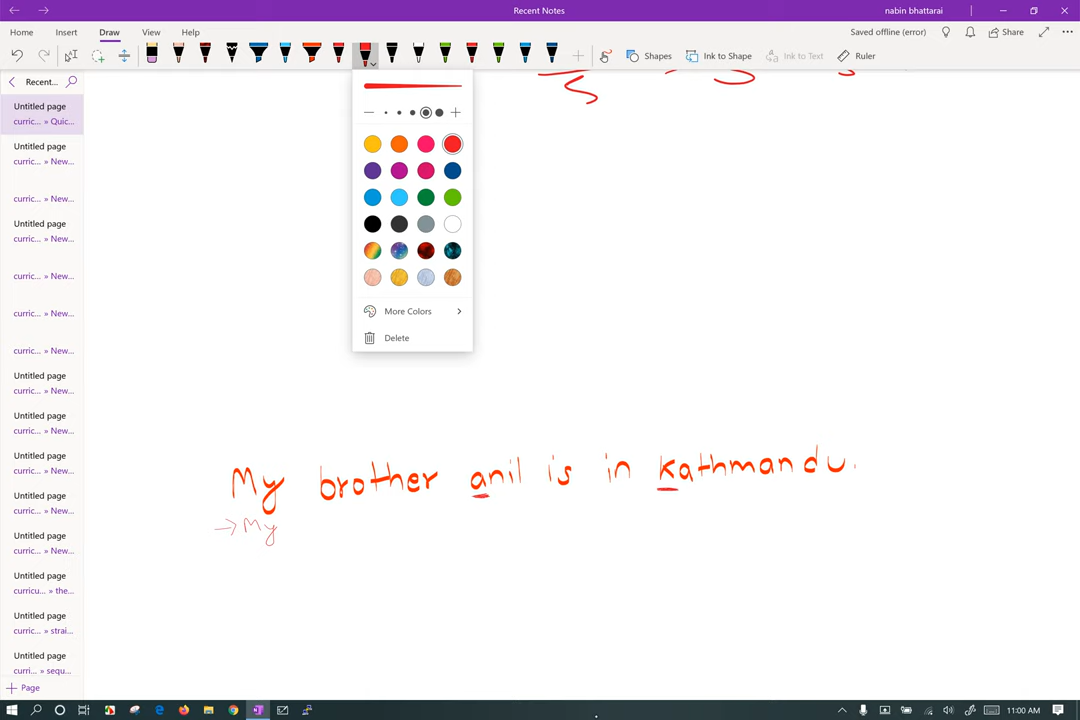 Recent Notes
nabin bhattarai
Home Insert Draw View Help
Saved offline (error)
Share
Shapes
Ink to Shape
Ink to Text
Ruler
Recent...
Untitled page
curric... » Quic...
Untitled page
curric... » New...
curric... » New...
Untitled page
curric... » New...
curric... » New...
curric... » New...
curric... » New...
Untitled page
curric... » New...
Untitled page
curric... » New...
Untitled page
curric... » New...
Untitled page
curric... » New...
Untitled page
curric... » New...
Untitled page
curricu... » the...
Untitled page
curric... » strai...
Untitled page
curri... » sequ...
Page
More Colors
Delete
My brother anil is in kathmandu.
→ My
11:00 AM